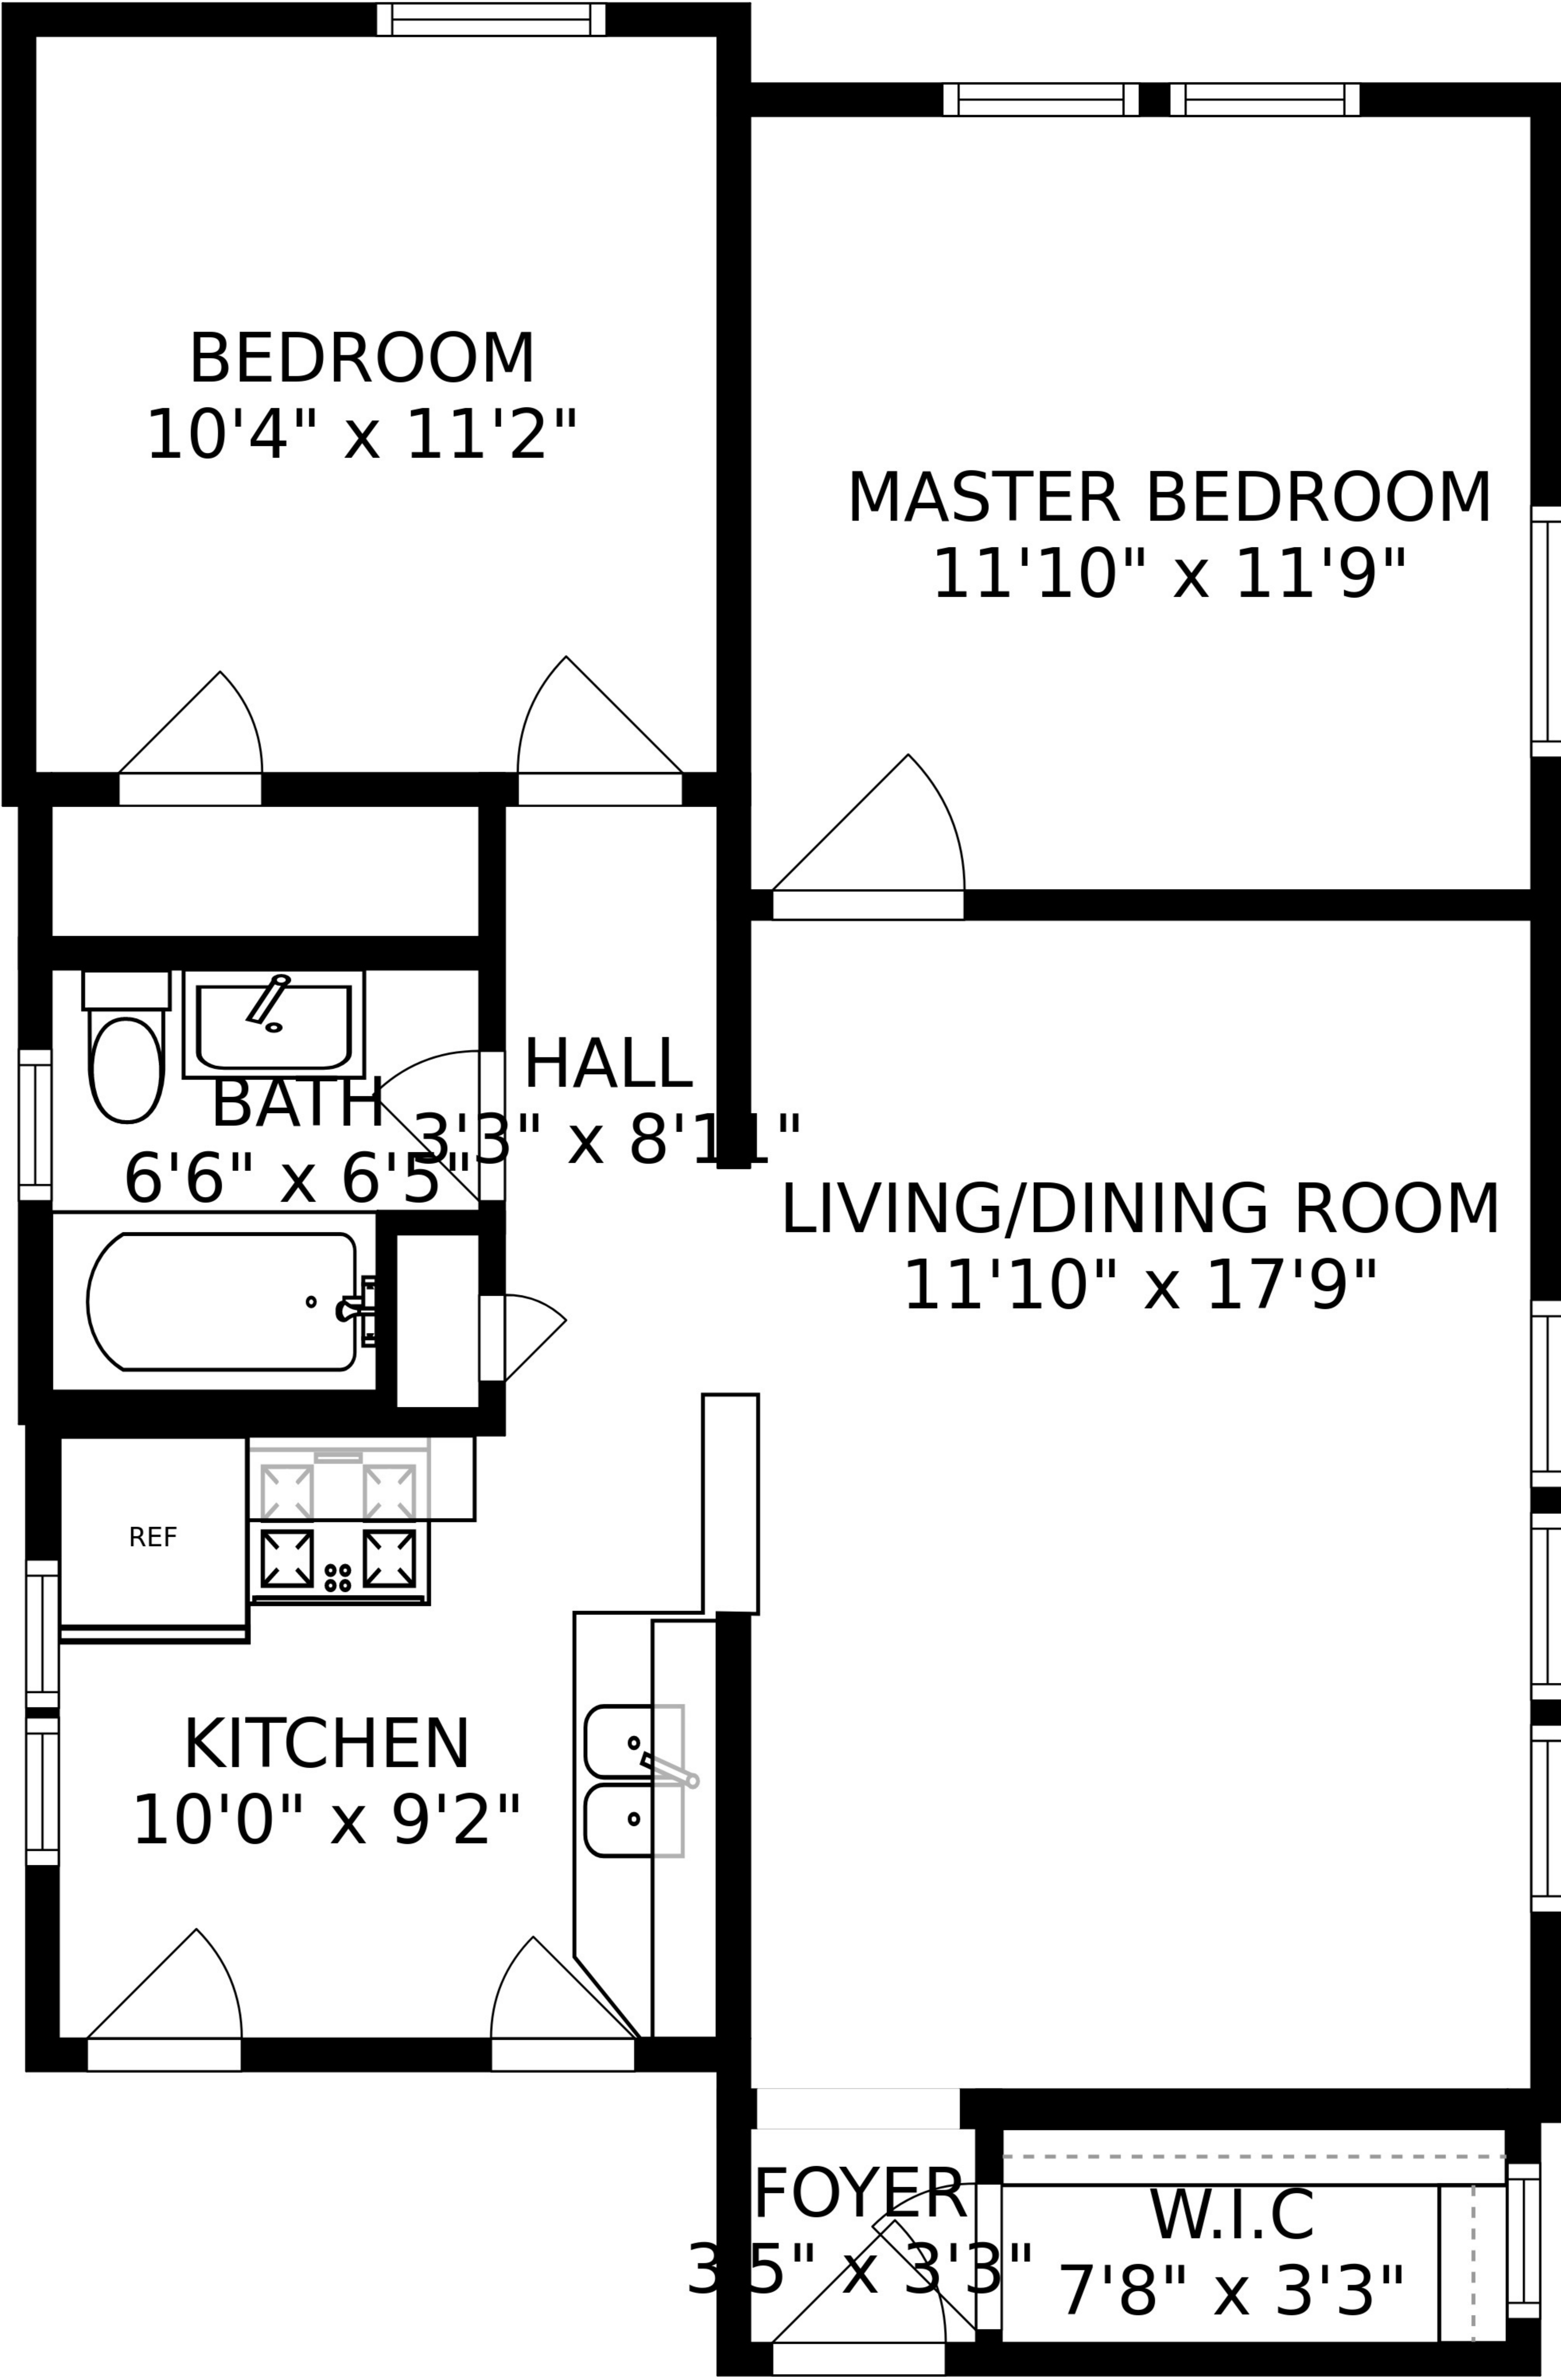 BEDROOM
10'4" x 11'2"
MASTER BEDROOM
11'10" x 11'9"
HALL
3'3" x 8'11"
BATH
6'6" x 6'5"
LIVING/DINING ROOM
11'10" x 17'9"
REF
KITCHEN
10'0" x 9'2"
FOYER
3'5" x 3'3"
W.I.C
7'8" x 3'3"